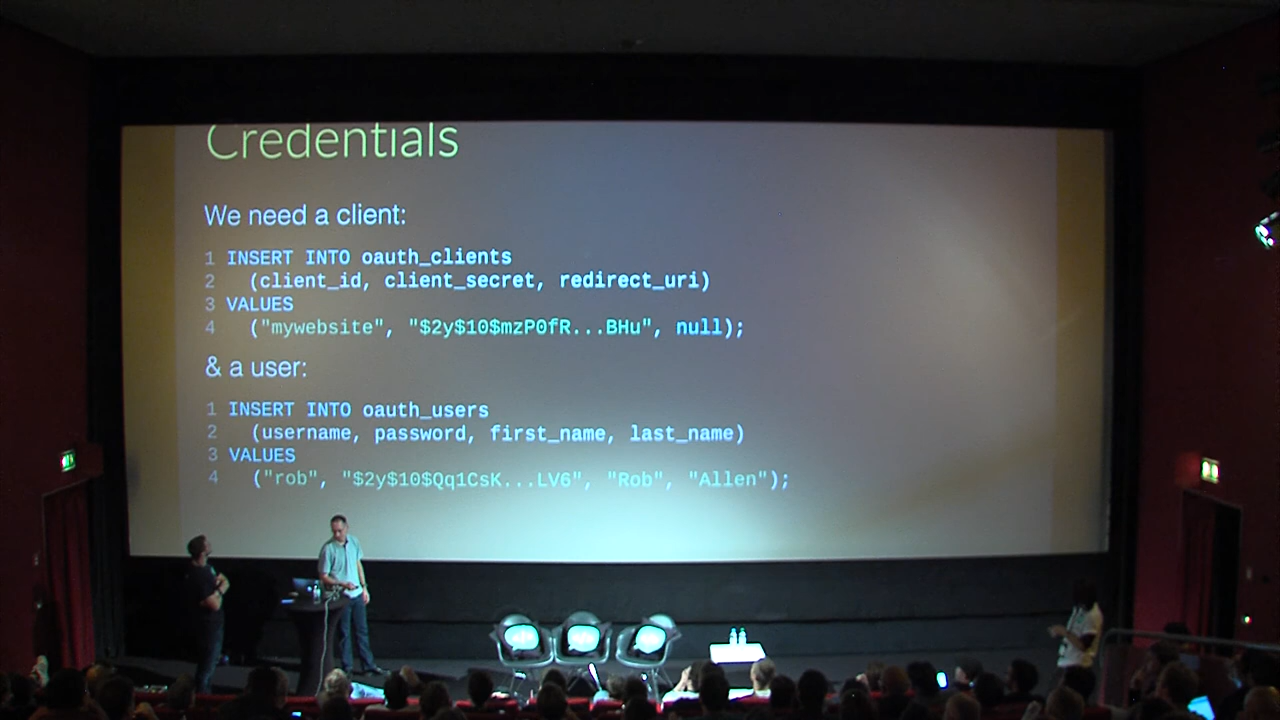 Credentials
We need a client:
1 INSERT INTO oauth_clients
2 (client_id, client_secret, redirect_uri)
3 VALUES
4 ("mywebsite", "$2y$10$mzP0fR...BHu", null);
& a user:
1 INSERT INTO oauth_users
2 (username, password, first_name, last_name)
3 VALUES
4 ("rob", "$2y$10$Qq1CsK...LV6", "Rob", "Allen");